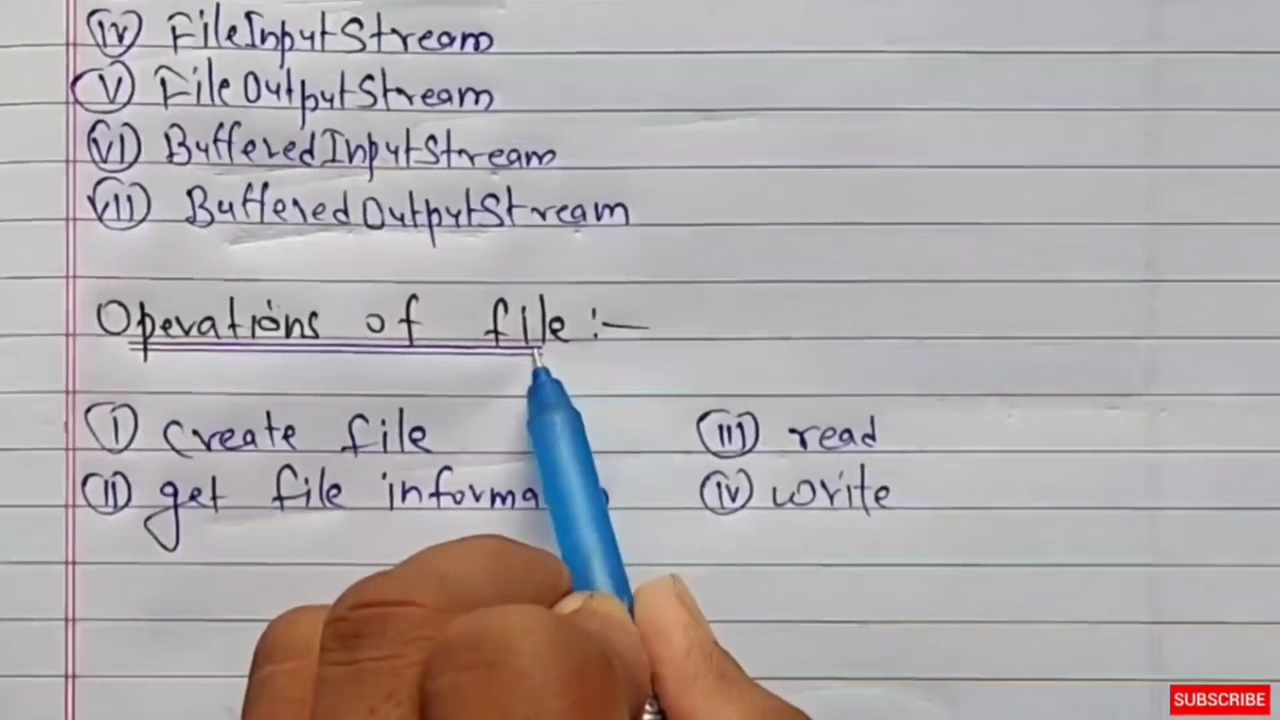 (iv) FileInputStream
(v) FileOutputStream
(vi) BufferedInputStream
(vii) BufferedOutputStream
Operations of file:-
(i) create file
(ii) get file
(iii) read
(iv) write
SUBSCRIBE